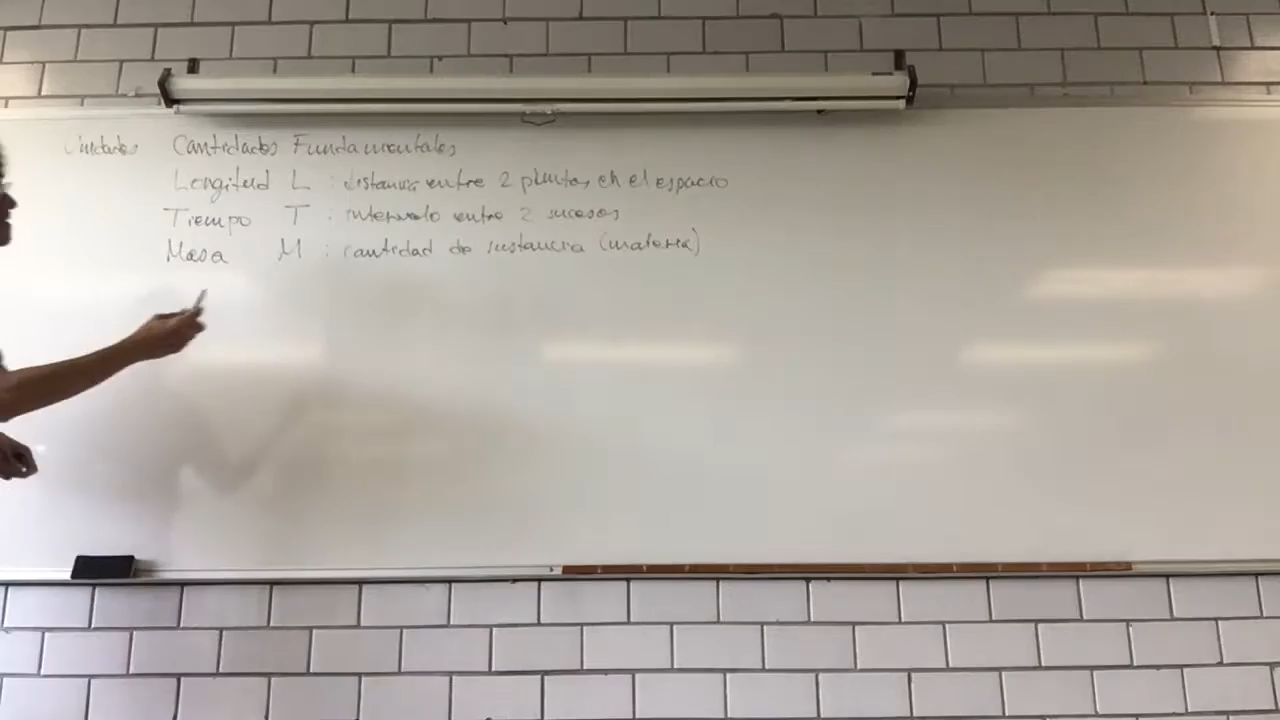 Unidades Cantidades Fundamentales
Longitud L : distancia entre 2 puntos en el espacio
Tiempo T : intervalo entre 2 sucesos
Masa M : cantidad de sustancia (materia)